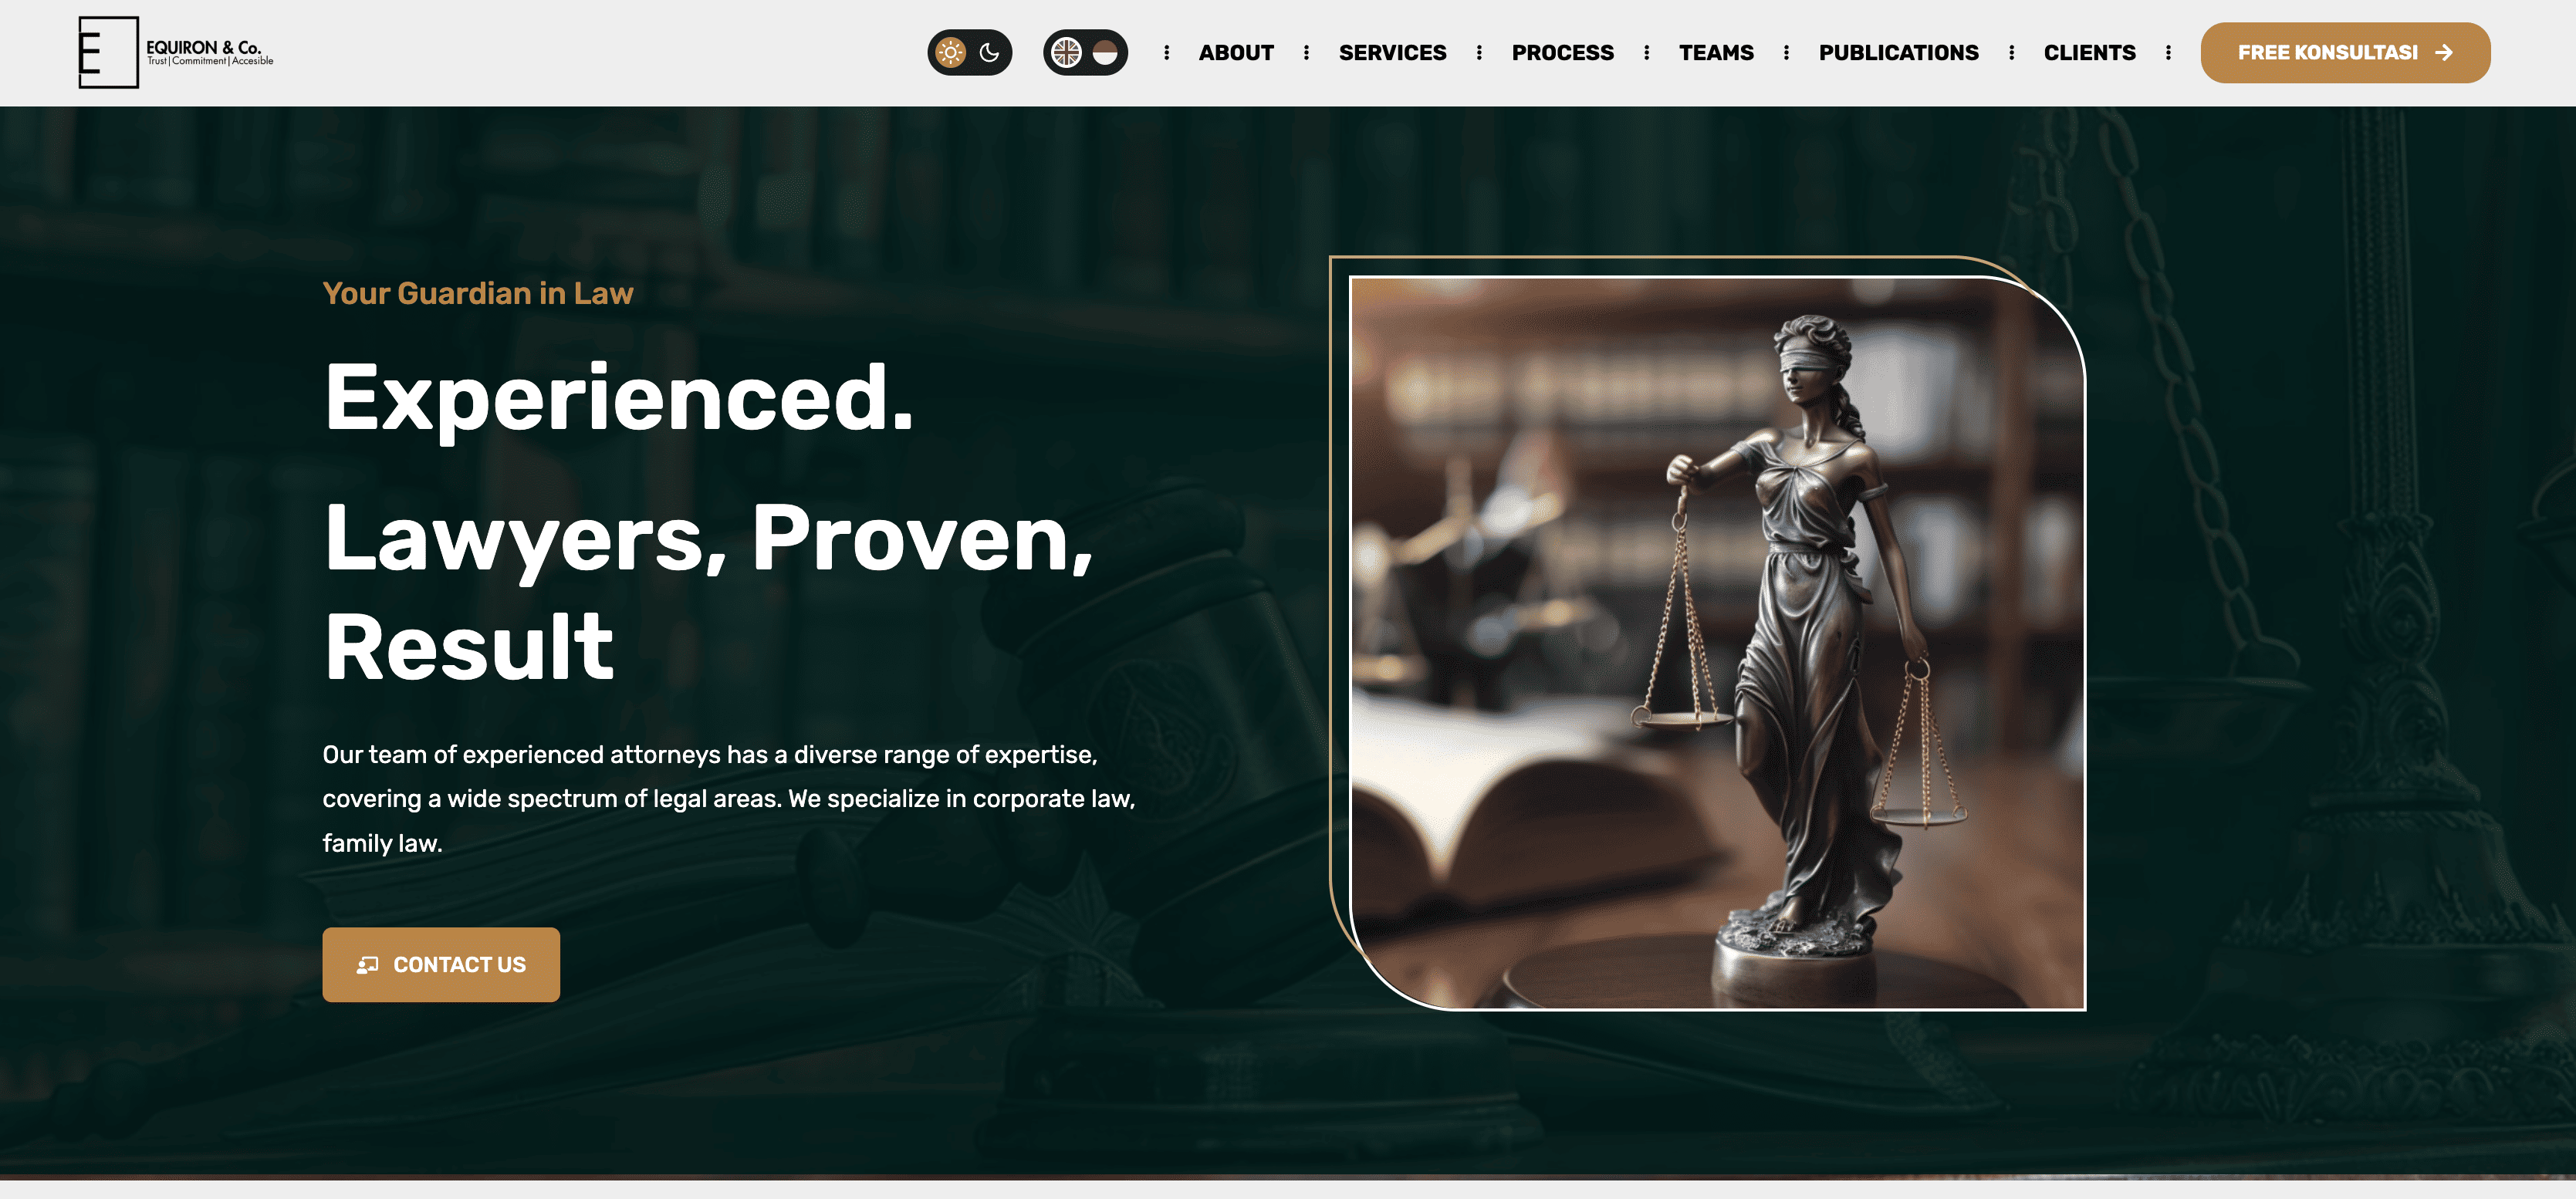 E
EQUIRON & Co.
Trust | Commitment | Accesible
ABOUT
SERVICES
PROCESS
TEAMS
PUBLICATIONS
CLIENTS
FREE KONSULTASI
Your Guardian in Law
Experienced.
Lawyers, Proven,
Result
Our team of experienced attorneys has a diverse range of expertise,
covering a wide spectrum of legal areas. We specialize in corporate law,
family law.
CONTACT US